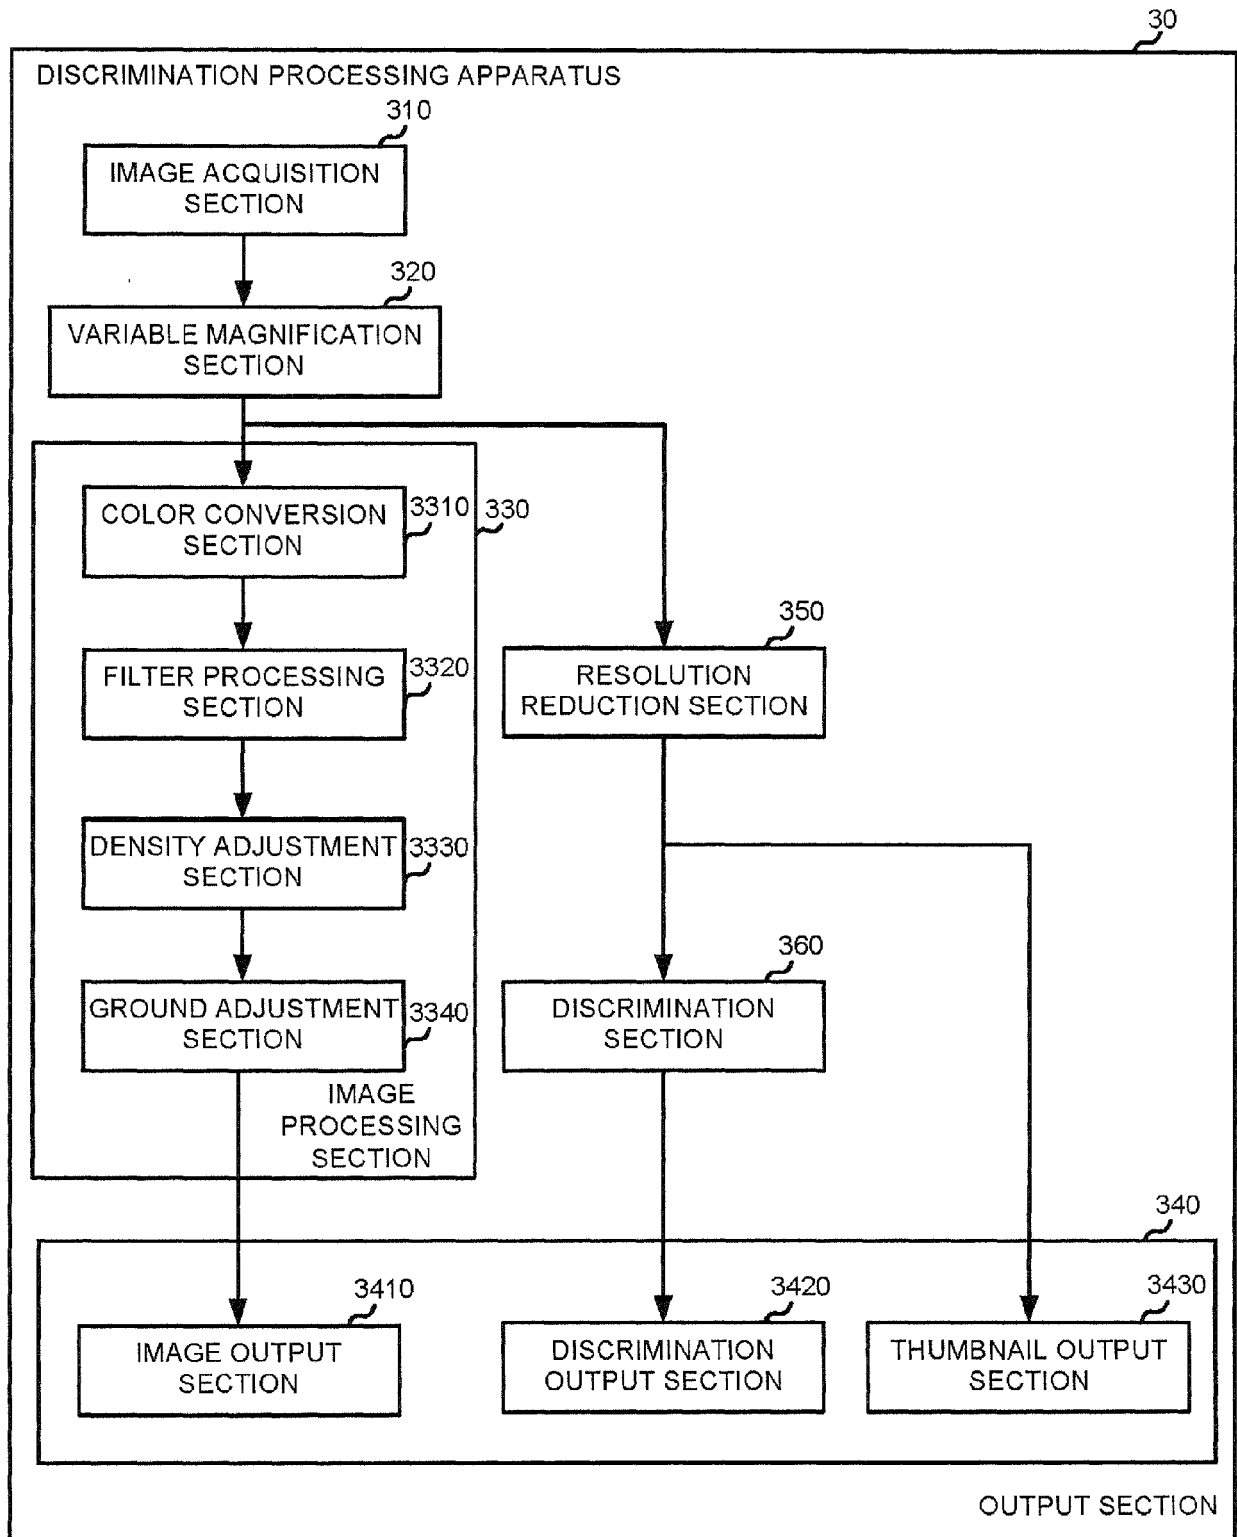 30
DISCRIMINATION PROCESSING APPARATUS
310
IMAGE ACQUISITION
SECTION
320
VARIABLE MAGNIFICATION
SECTION
COLOR CONVERSION
SECTION
3310
330
350
FILTER PROCESSING
SECTION
3320
RESOLUTION
REDUCTION SECTION
DENSITY ADJUSTMENT
SECTION
3330
360
GROUND ADJUSTMENT
SECTION
3340
DISCRIMINATION
SECTION
IMAGE
PROCESSING
SECTION
340
3410
IMAGE OUTPUT
SECTION
3420
DISCRIMINATION
OUTPUT SECTION
3430
THUMBNAIL OUTPUT
SECTION
OUTPUT SECTION